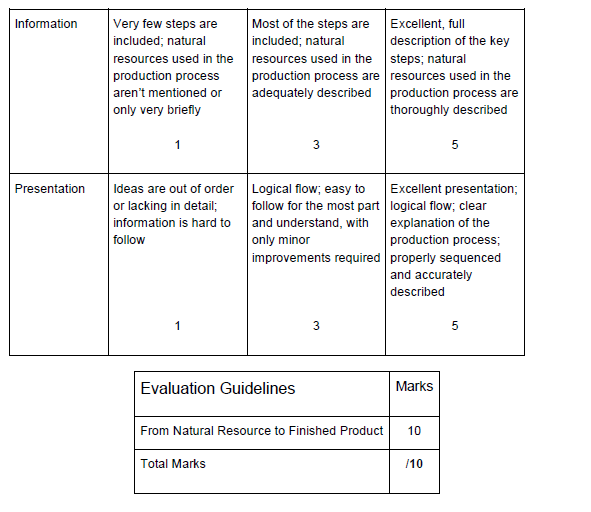 Information
Very few steps are
included; natural
resources used in the
production process
aren't mentioned or
only very briefly
1
Most of the steps are
included; natural
resources used in the
production process are
adequately described
3
Excellent, full
description of the key
steps; natural
resources used in the
production process are
thoroughly described
5
Presentation
Ideas are out of order
or lacking in detail;
information is hard to
follow
1
Logical flow; easy to
follow for the most part
and understand, with
only minor
improvements required
3
Excellent presentation;
logical flow; clear
explanation of the
production process;
properly sequenced
and accurately
described
5
Evaluation Guidelines
Marks
From Natural Resource to Finished Product
10
Total Marks
/10